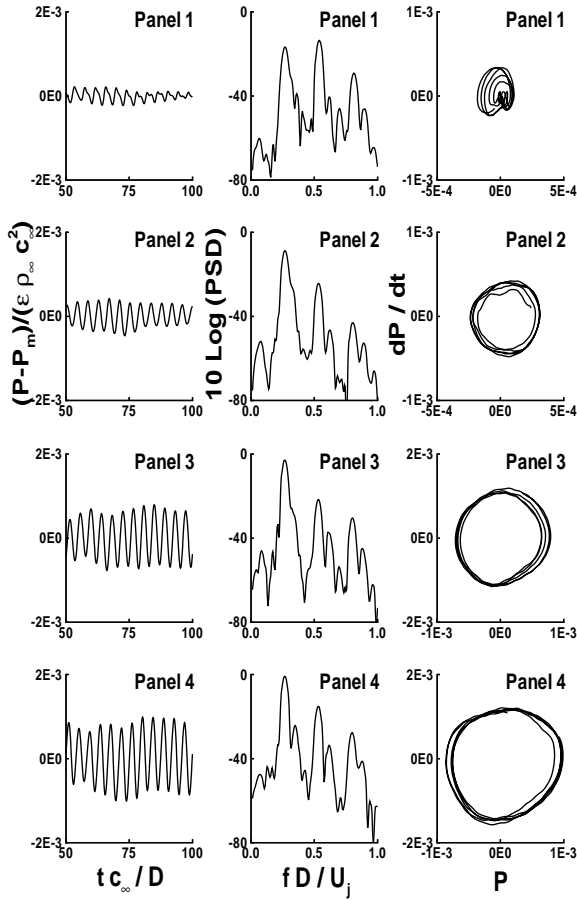 2E-3
0E0
-2E-3
50 75 100
Panel 1
-0
-40
-80
0.0 0.5 1.0
Panel 1
1E-3
0E0
-1E-3
-5E-4 0E0 5E-4
Panel 1
2E-3
0E0
-2E-3
50 75 100
Panel 2
-0
-40
-80
0.0 0.5 1.0
Panel 2
1E-3
0E0
-1E-3
-5E-4 0E0 5E-4
Panel 2
(P-Pₘ)/(ε ρ∞ c²∞)
10 Log (PSD)
dP / dt
2E-3
0E0
-2E-3
50 75 100
Panel 3
0
-40
-80
0.0 0.5 1.0
Panel 3
2E-3
0E0
-2E-3
-1E-3 0E0 1E-3
Panel 3
2E-3
0E0
-2E-3
50 75 100
Panel 4
0
-40
-80
0.0 0.5 1.0
Panel 4
2E-3
0E0
-2E-3
-1E-3 0E0 1E-3
Panel 4
t c∞ / D
f D / Uⱼ
P